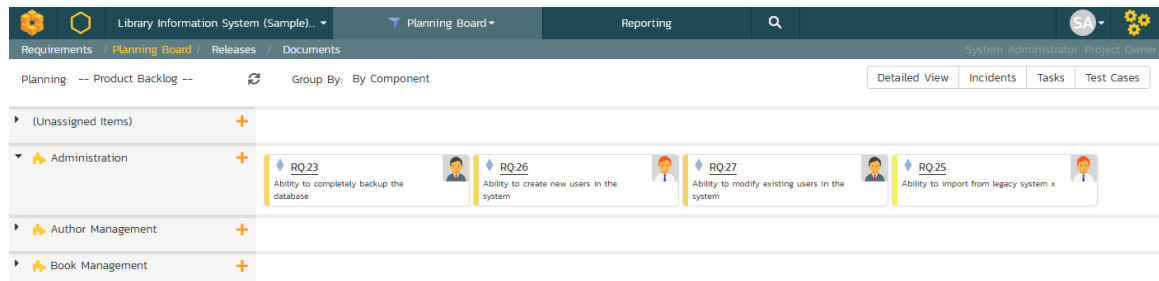 Library Information System (Sample)... Planning Board Reporting SA
Requirements / Planning Board / Releases / Documents System Administrator: Project Owner
Planning: -- Product Backlog -- Group By: By Component Detailed View Incidents Tasks Test Cases
(Unassigned Items)
Administration
RQ:23
Ability to completely backup the
database
RQ:26
Ability to create new users in the
system
RQ:27
Ability to modify existing users in the
system
RQ:25
Ability to import from legacy system x
Author Management
Book Management